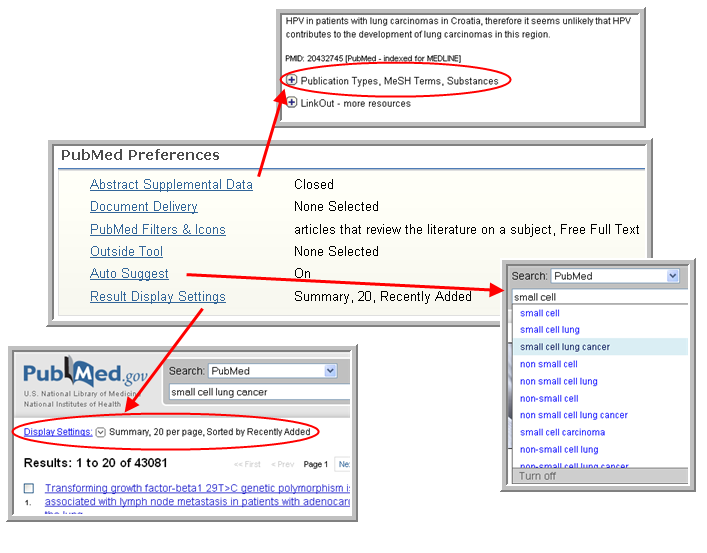 HPV in patients with lung carcinomas in Croatia, therefore it seems unlikely that HPV
contributes to the development of lung carcinomas in this region.
PMID: 20432745 [PubMed - indexed for MEDLINE]
Publication Types, MeSH Terms, Substances
LinkOut - more resources
PubMed Preferences
Abstract Supplemental Data Closed
Document Delivery None Selected
PubMed Filters & Icons articles that review the literature on a subject, Free Full Text
Outside Tool None Selected
Auto Suggest On
Result Display Settings Summary, 20, Recently Added
Search: PubMed
small cell
small cell
small cell lung
small cell lung cancer
non small cell
non small cell lung
non-small cell
non small cell lung cancer
small cell carcinoma
non-small cell lung
non-small cell lung cancer
Turn off
PubMed.gov
U.S. National Library of Medicine
National Institutes of Health
Search: PubMed
small cell lung cancer
Display Settings: Summary, 20 per page, Sorted by Recently Added
Results: 1 to 20 of 43081
<< First < Prev Page 1 Ne
Transforming growth factor-beta1 29T>C genetic polymorphism i
1. associated with lymph node metastasis in patients with adenocar
the lung